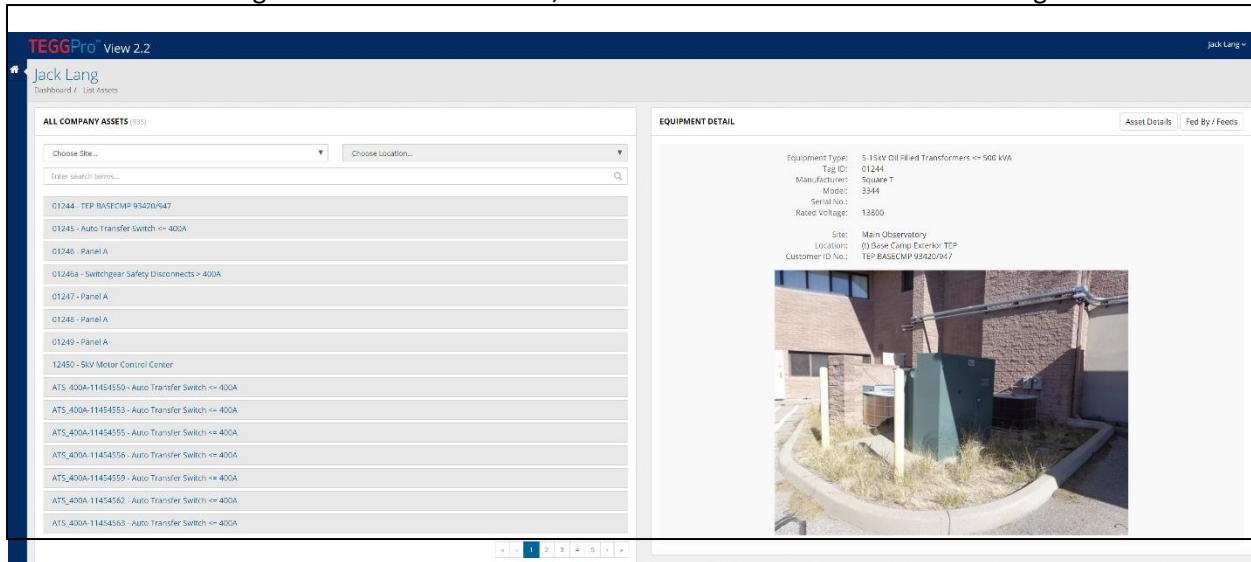 TEGGPro™ View 2.2
Jack Lang
Jack Lang
Dashboard / List Assets
ALL COMPANY ASSETS
Choose Site...
Choose Location...
Enter search terms...
01244 - TEP BASECMP 93420/947
01245 - Auto Transfer Switch <= 400A
01246 - Panel A
01246a - Switchgear Safety Disconnects > 400A
01247 - Panel A
01248 - Panel A
01249 - Panel A
12450 - 5kV Motor Control Center
ATS_400A-11454550 - Auto Transfer Switch <= 400A
ATS_400A-11454553 - Auto Transfer Switch <= 400A
ATS_400A-11454555 - Auto Transfer Switch <= 400A
ATS_400A-11454556 - Auto Transfer Switch <= 400A
ATS_400A-11454559 - Auto Transfer Switch <= 400A
ATS_400A-11454562 - Auto Transfer Switch <= 400A
ATS_400A-11454563 - Auto Transfer Switch <= 400A
« ‹ 1 2 3 4 5 › »
EQUIPMENT DETAIL
Asset Details
Fed By / Feeds
Equipment Type: 5-15kV Oil Filled Transformers <= 500 kVA
Tag ID: 01244
Manufacturer: Square T
Model: 3344
Serial No.:
Rated Voltage: 13800
Site: Main Observatory
Location: (t) Base Camp Exterior TEP
Customer ID No.: TEP BASECMP 93420/947